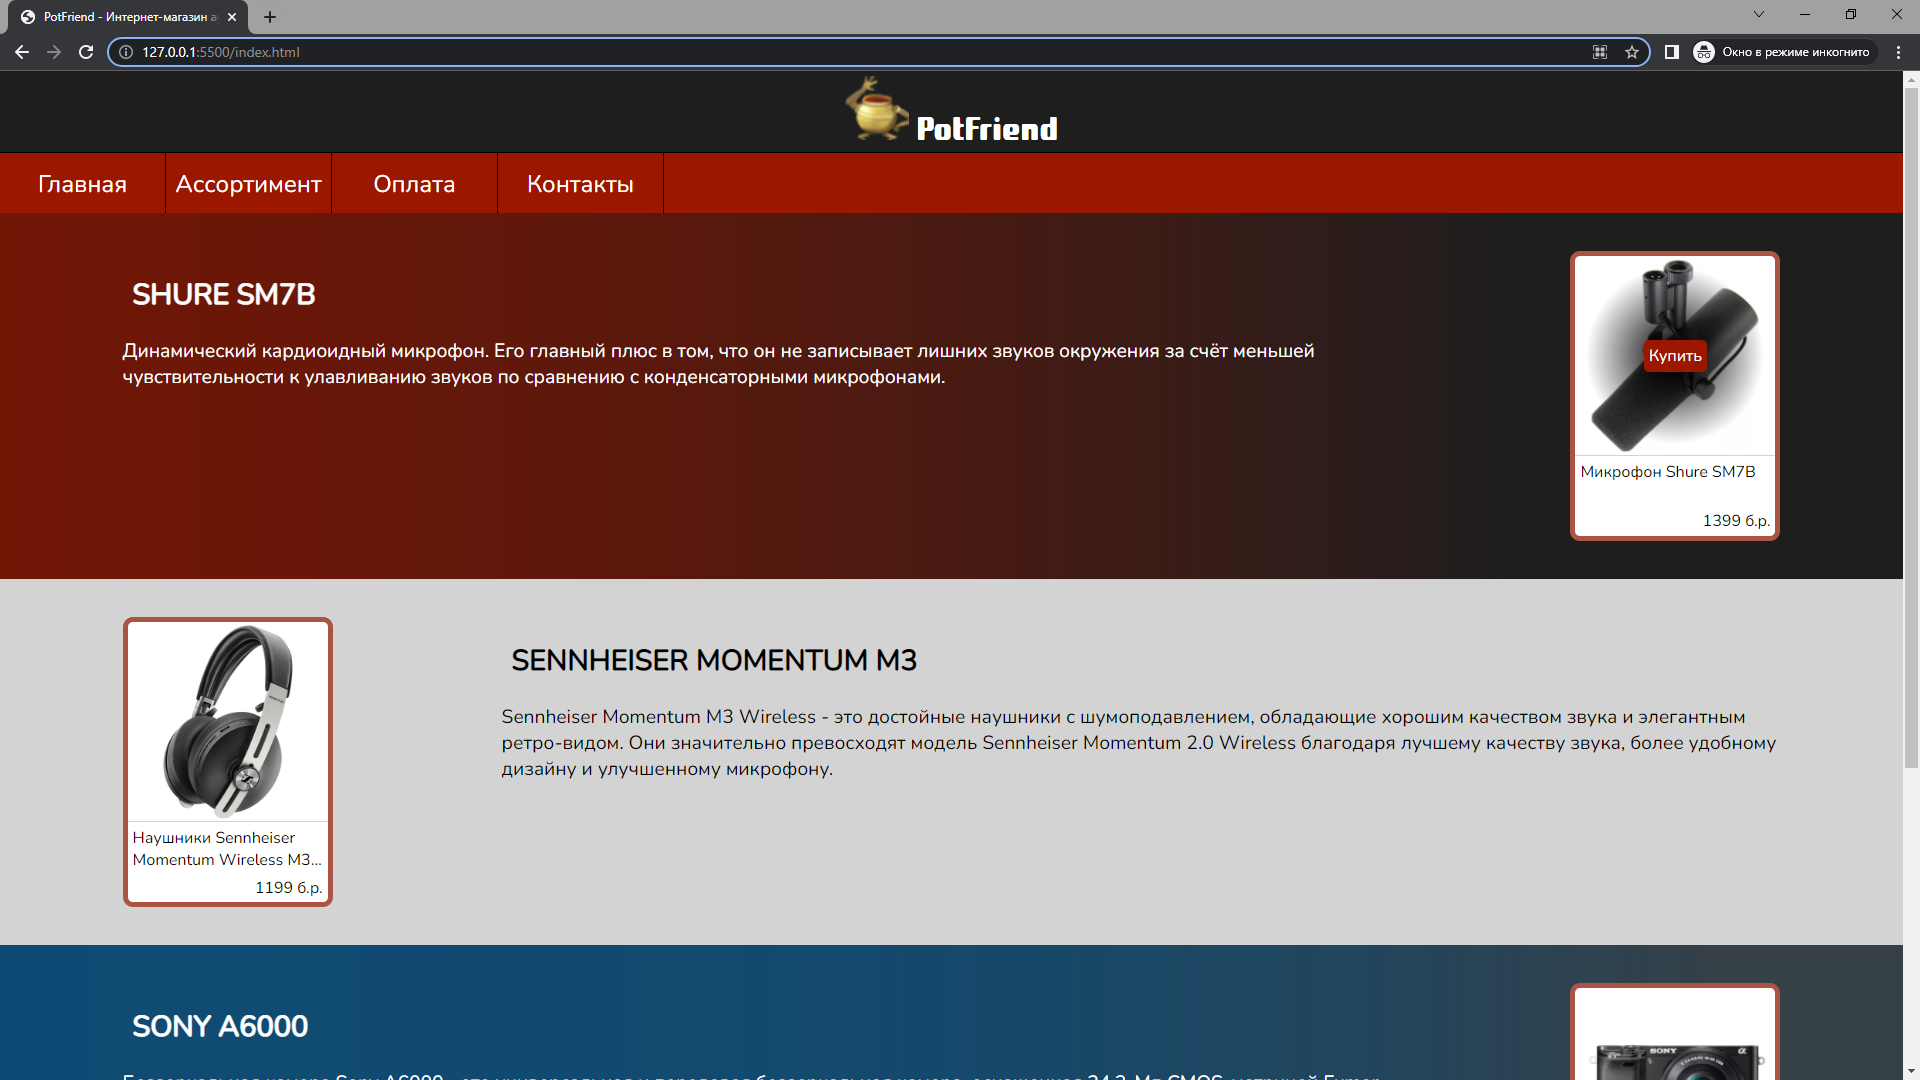 PotFriend - Интернет-магазин
127.0.0.1:5500/index.html
Окно в режиме инкогнито
PotFriend
Главная
Ассортимент
Оплата
Контакты
SHURE SM7B
Динамический кардиоидный микрофон. Его главный плюс в том, что он не записывает лишних звуков окружения за счёт меньшей
чувствительности к улавливанию звуков по сравнению с конденсаторными микрофонами.
Купить
Микрофон Shure SM7B
1399 б.р.
Наушники Sennheiser
Momentum Wireless M3...
1199 б.р.
SENNHEISER MOMENTUM M3
Sennheiser Momentum M3 Wireless - это достойные наушники с шумоподавлением, обладающие хорошим качеством звука и элегантным
ретро-видом. Они значительно превосходят модель Sennheiser Momentum 2.0 Wireless благодаря лучшему качеству звука, более удобному
дизайну и улучшенному микрофону.
SONY A6000
SONY